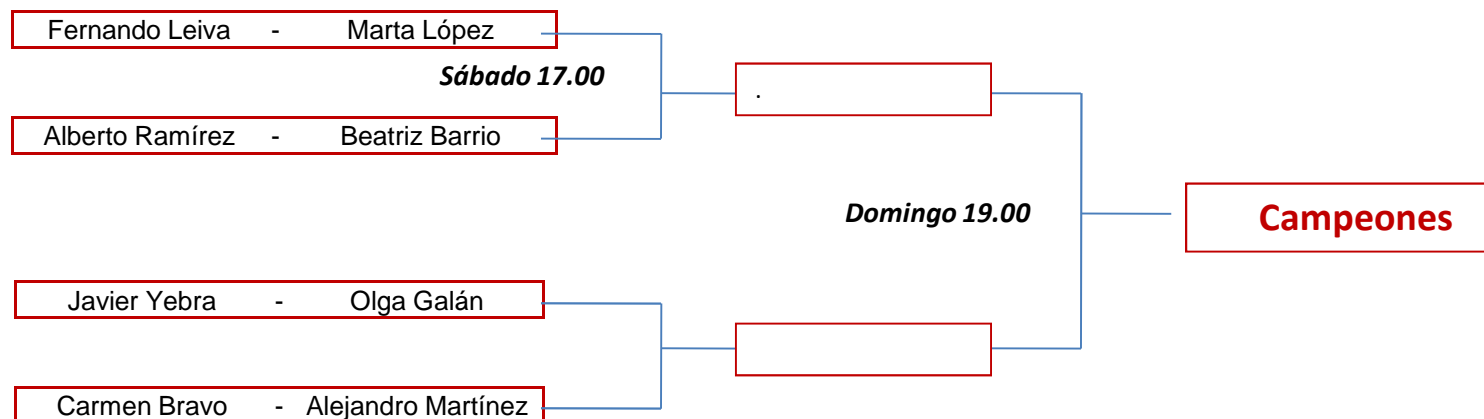 Fernando Leiva - Marta López
Sábado 17.00
.
Alberto Ramírez - Beatriz Barrio
Domingo 19.00
Campeones
Javier Yebra - Olga Galán
Carmen Bravo - Alejandro Martínez